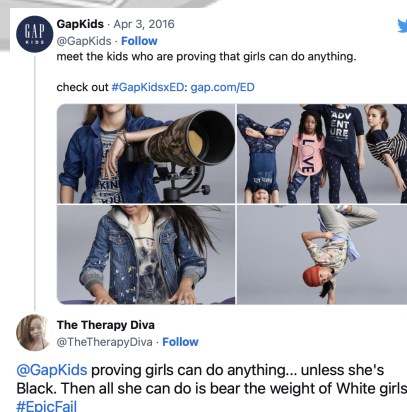 GAP
KIDS
GapKids · Apr 3, 2016
@GapKids · Follow
meet the kids who are proving that girls can do anything.
check out #GapKidsxED: gap.com/ED
ADV
ENT
URE
LOVE
The Therapy Diva
@TheTherapyDiva · Follow
@GapKids proving girls can do anything... unless she's
Black. Then all she can do is bear the weight of White girls
#EpicFail